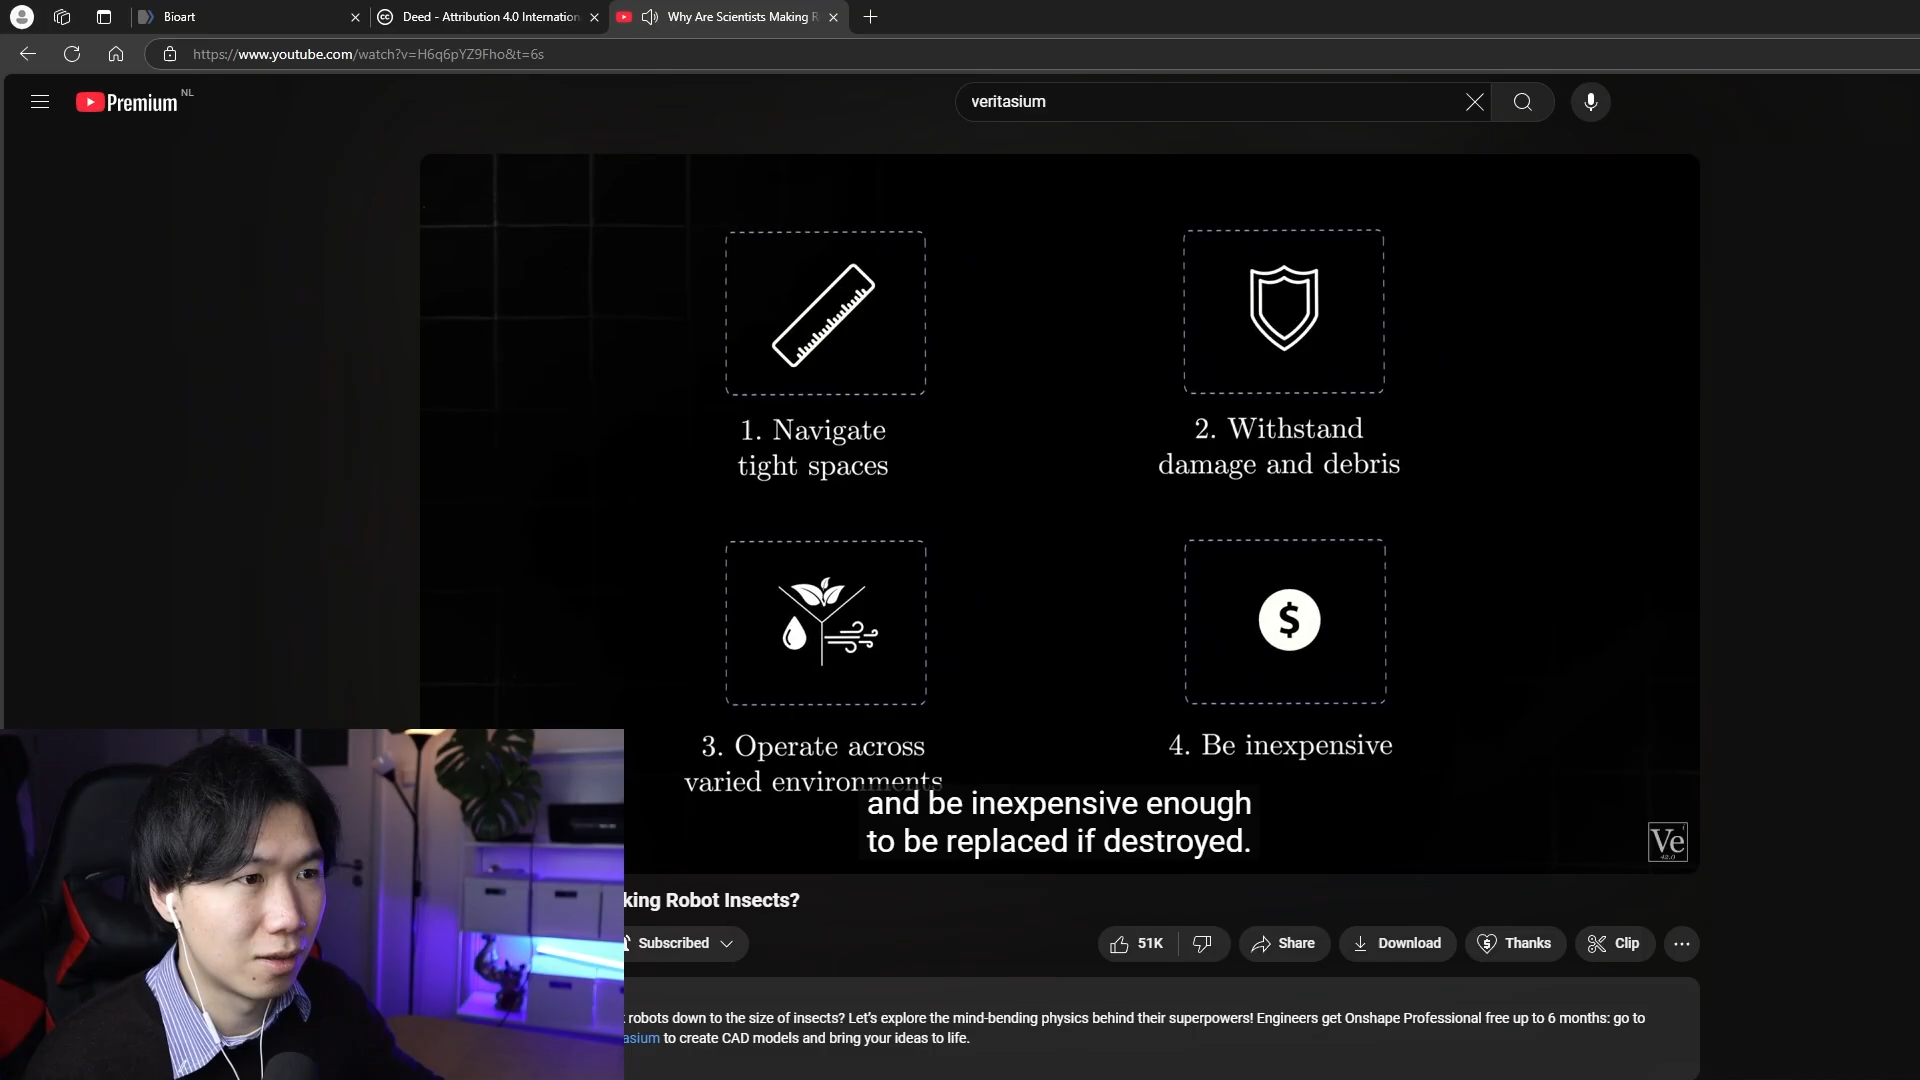 Bioart
Deed - Attribution 4.0 Internation
Why Are Scientists Making R
https://www.youtube.com/watch?v=H6q6pYZ9Fho&t=6s
Premium NL
veritasium
1. Navigate
tight spaces
2. Withstand
damage and debris
$
3. Operate across
varied environments
4. Be inexpensive
and be inexpensive enough
to be replaced if destroyed.
Ve
42.0
king Robot Insects?
Subscribed
51K
Share
Download
Thanks
Clip
robots down to the size of insects? Let's explore the mind-bending physics behind their superpowers! Engineers get Onshape Professional free up to 6 months: go to
asium to create CAD models and bring your ideas to life.